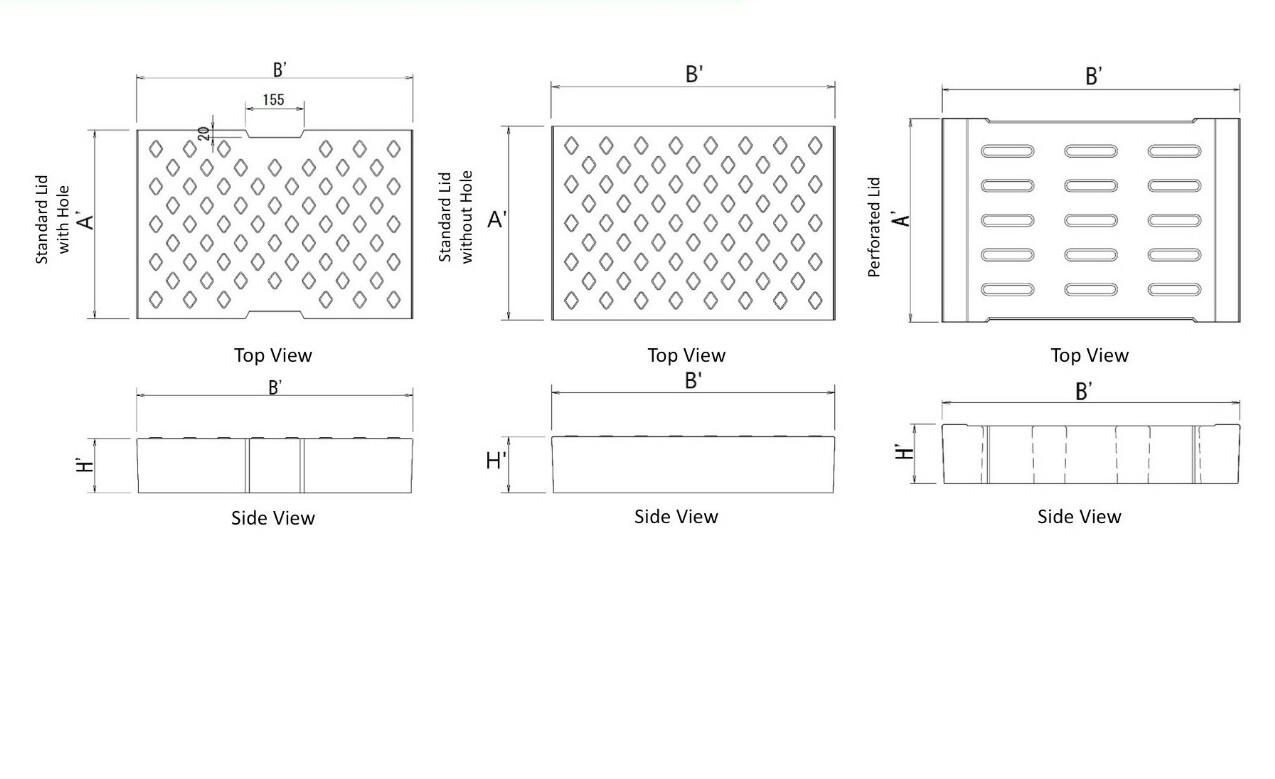 B'
155
20
Standard Lid
with Hole
A'
Top View
B'
H'
Side View
B'
Standard Lid
without Hole
A'
Top View
B'
H'
Side View
B'
Perforated Lid
A'
Top View
B'
H'
Side View